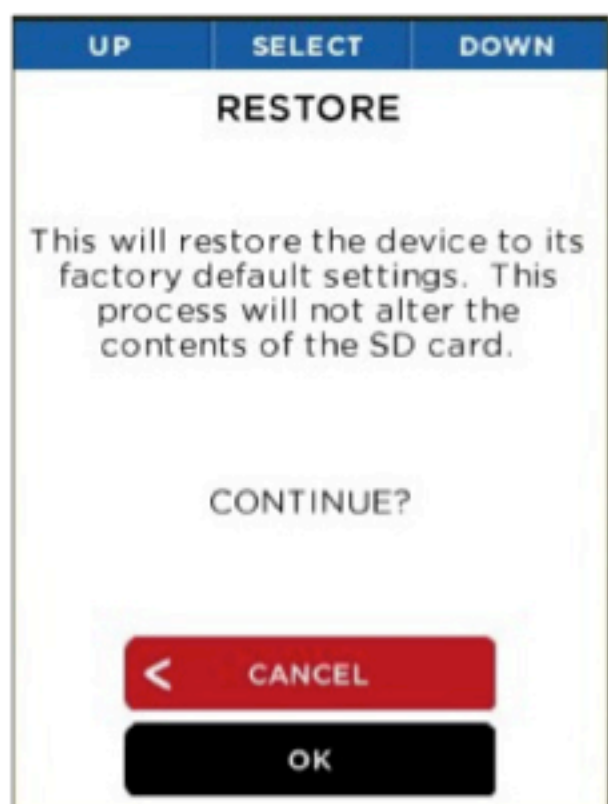 UP SELECT DOWN
RESTORE
This will restore the device to its
factory default settings. This
process will not alter the
contents of the SD card.
CONTINUE?
< CANCEL
OK